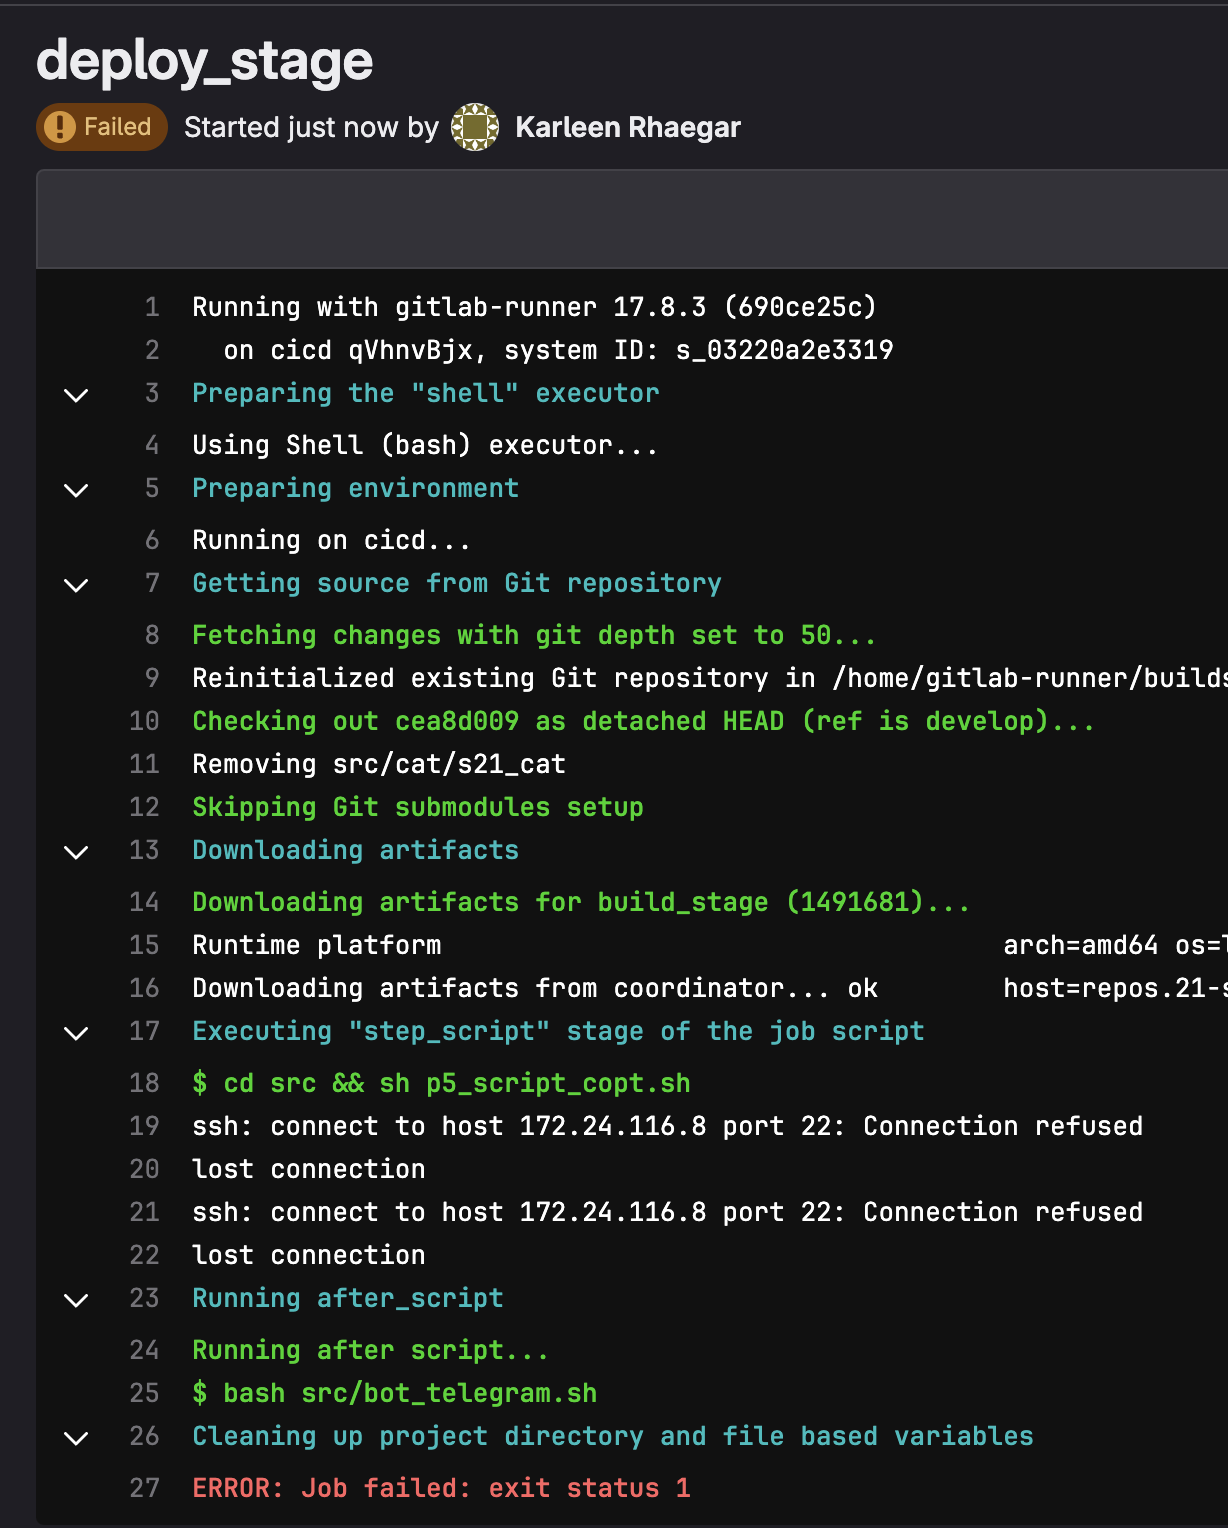 deploy_stage
Failed Started just now by Karleen Rhaegar
1 Running with gitlab-runner 17.8.3 (690ce25c)
2 on cicd qVhnvBjx, system ID: s_03220a2e3319
3 Preparing the "shell" executor
4 Using Shell (bash) executor...
5 Preparing environment
6 Running on cicd...
7 Getting source from Git repository
8 Fetching changes with git depth set to 50...
9 Reinitialized existing Git repository in /home/gitlab-runner/builds
10 Checking out cea8d009 as detached HEAD (ref is develop)...
11 Removing src/cat/s21_cat
12 Skipping Git submodules setup
13 Downloading artifacts
14 Downloading artifacts for build_stage (1491681)...
15 Runtime platform arch=amd64 os=l
16 Downloading artifacts from coordinator... ok host=repos.21-s
17 Executing "step_script" stage of the job script
18 $ cd src && sh p5_script_copt.sh
19 ssh: connect to host 172.24.116.8 port 22: Connection refused
20 lost connection
21 ssh: connect to host 172.24.116.8 port 22: Connection refused
22 lost connection
23 Running after_script
24 Running after script...
25 $ bash src/bot_telegram.sh
26 Cleaning up project directory and file based variables
27 ERROR: Job failed: exit status 1